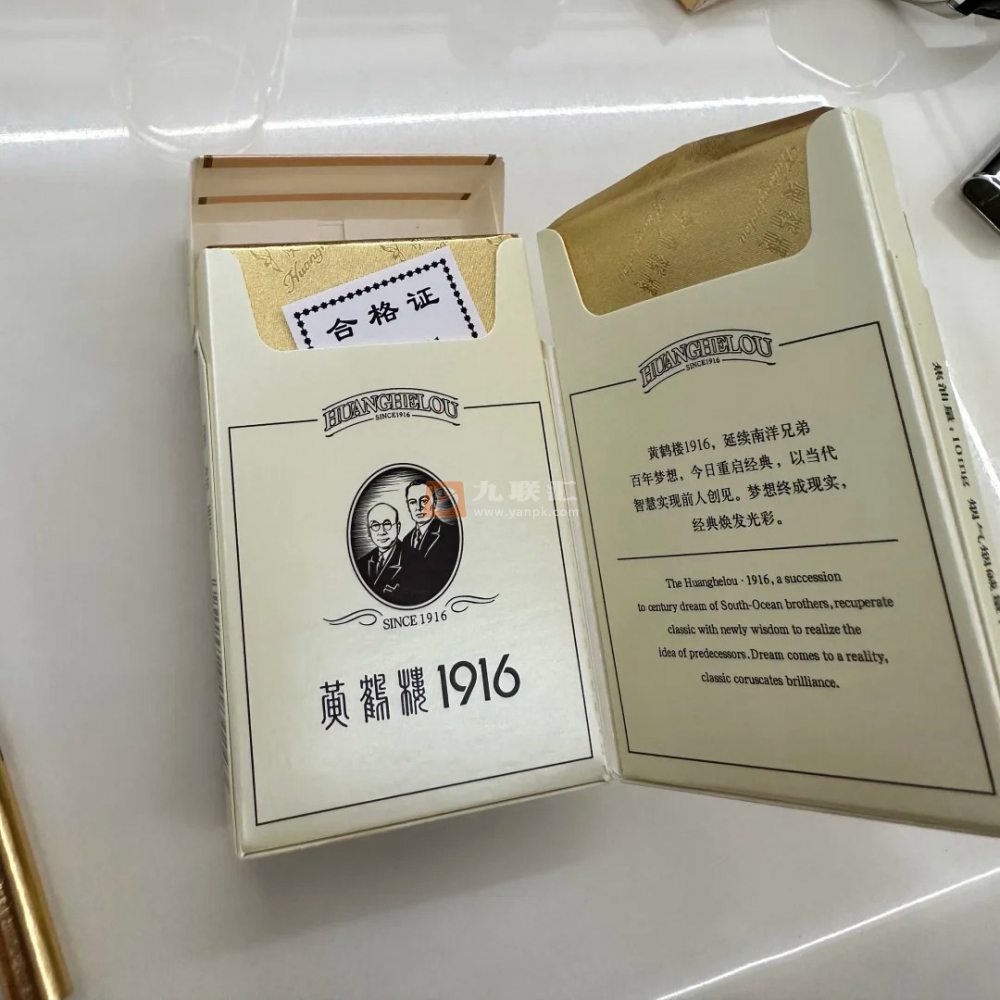 合格证
HUANGHELOU
SINCE1916
SINCE 1916
黄鹤樓1916
HUANGHELOU
SINCE1916
黄鹤楼1916，延续南洋兄弟
百年梦想，今日重启经典，以当代
智慧实现前人创见。梦想终成现实，
经典焕发光彩。
The Huanghelou · 1916, a succession
to century dream of South-Ocean brothers, recuperate
classic with newly wisdom to realize the
idea of predecessors. Dream comes to a reality,
classic coruscates brilliance.
焦油量：10mg
九联汇
www.yanpk.com